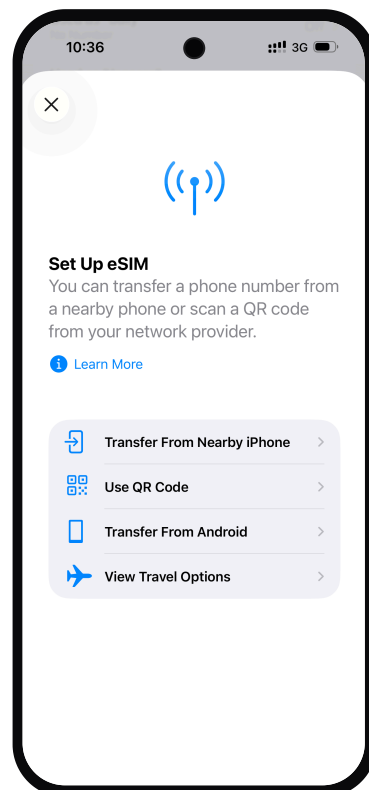 10:36
3G
Set Up eSIM
You can transfer a phone number from
a nearby phone or scan a QR code
from your network provider.
Learn More
Transfer From Nearby iPhone
Use QR Code
Transfer From Android
View Travel Options